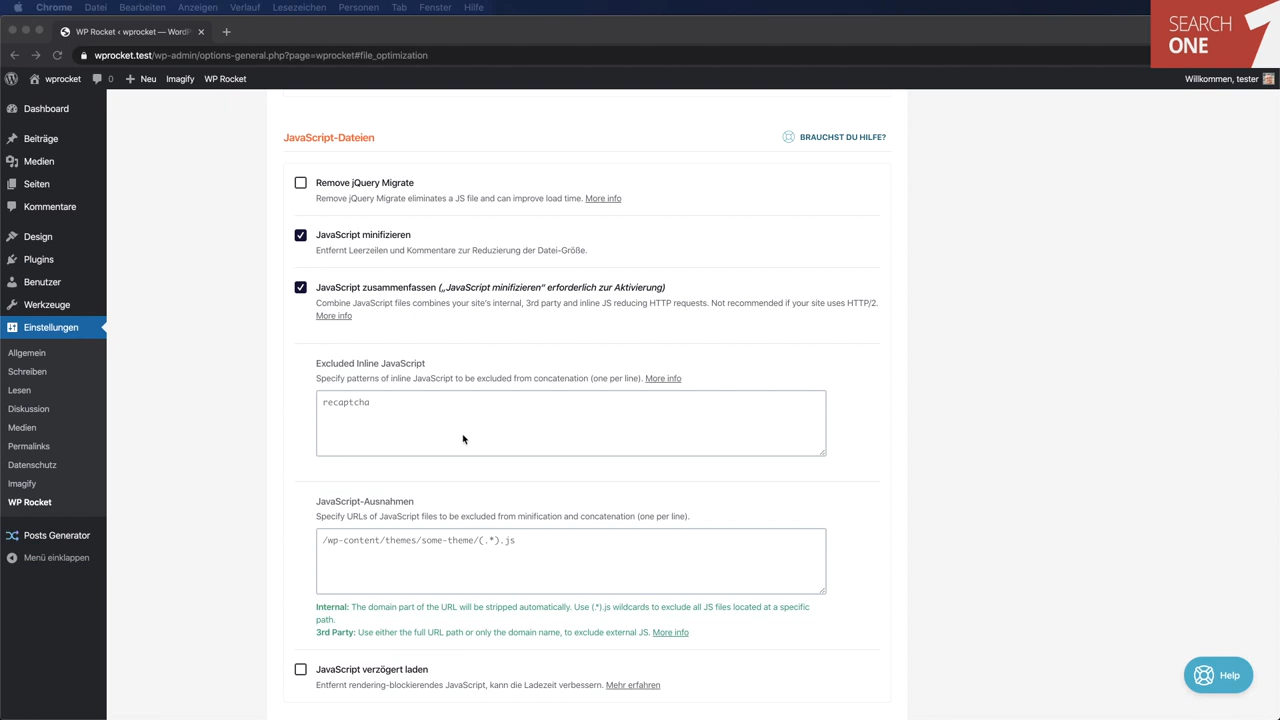 Chrome Datei Bearbeiten Anzeigen Verlauf Lesezeichen Personen Tab Fenster Hilfe
SEARCH
ONE
WP Rocket ‹ wprocket — WordP
wprocket.test/wp-admin/options-general.php?page=wprocket#file_optimization
wprocket 0 Neu Imagify WP Rocket Willkommen, tester
Dashboard
Beiträge
Medien
Seiten
Kommentare
Design
Plugins
Benutzer
Werkzeuge
Einstellungen
Allgemein
Schreiben
Lesen
Diskussion
Medien
Permalinks
Datenschutz
Imagify
WP Rocket
Posts Generator
Menü einklappen
JavaScript-Dateien BRAUCHST DU HILFE?
Remove jQuery Migrate
Remove jQuery Migrate eliminates a JS file and can improve load time. More info
JavaScript minifizieren
Entfernt Leerzeilen und Kommentare zur Reduzierung der Datei-Größe.
JavaScript zusammenfassen („JavaScript minifizieren“ erforderlich zur Aktivierung)
Combine JavaScript files combines your site's internal, 3rd party and inline JS reducing HTTP requests. Not recommended if your site uses HTTP/2.
More info
Excluded Inline JavaScript
Specify patterns of inline JavaScript to be excluded from concatenation (one per line). More info
recaptcha
JavaScript-Ausnahmen
Specify URLs of JavaScript files to be excluded from minification and concatenation (one per line).
/wp-content/themes/some-theme/(.*).js
Internal: The domain part of the URL will be stripped automatically. Use (.*).js wildcards to exclude all JS files located at a specific
path.
3rd Party: Use either the full URL path or only the domain name, to exclude external JS. More info
JavaScript verzögert laden
Entfernt rendering-blockierendes JavaScript, kann die Ladezeit verbessern. Mehr erfahren
Help